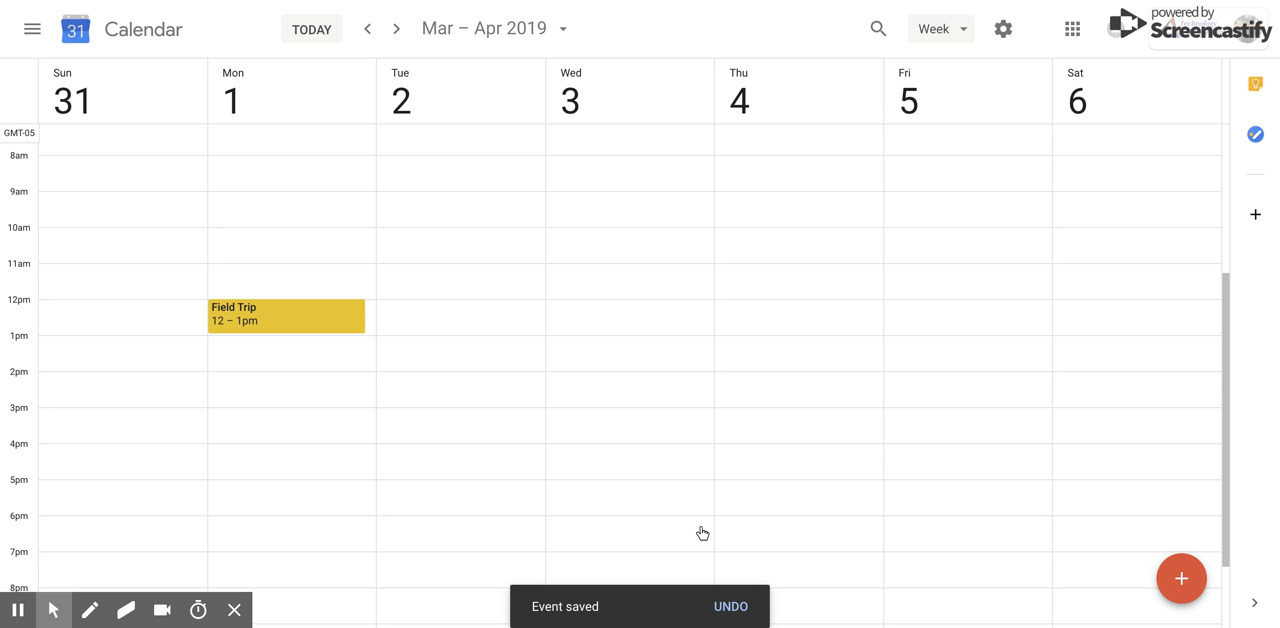 31 Calendar TODAY Mar – Apr 2019 Week
powered by
Screencastify
Sun Mon Tue Wed Thu Fri Sat
31 1 2 3 4 5 6
GMT-05
8am
9am
10am
11am
12pm
Field Trip
12 – 1pm
1pm
2pm
3pm
4pm
5pm
6pm
7pm
8pm
Event saved UNDO